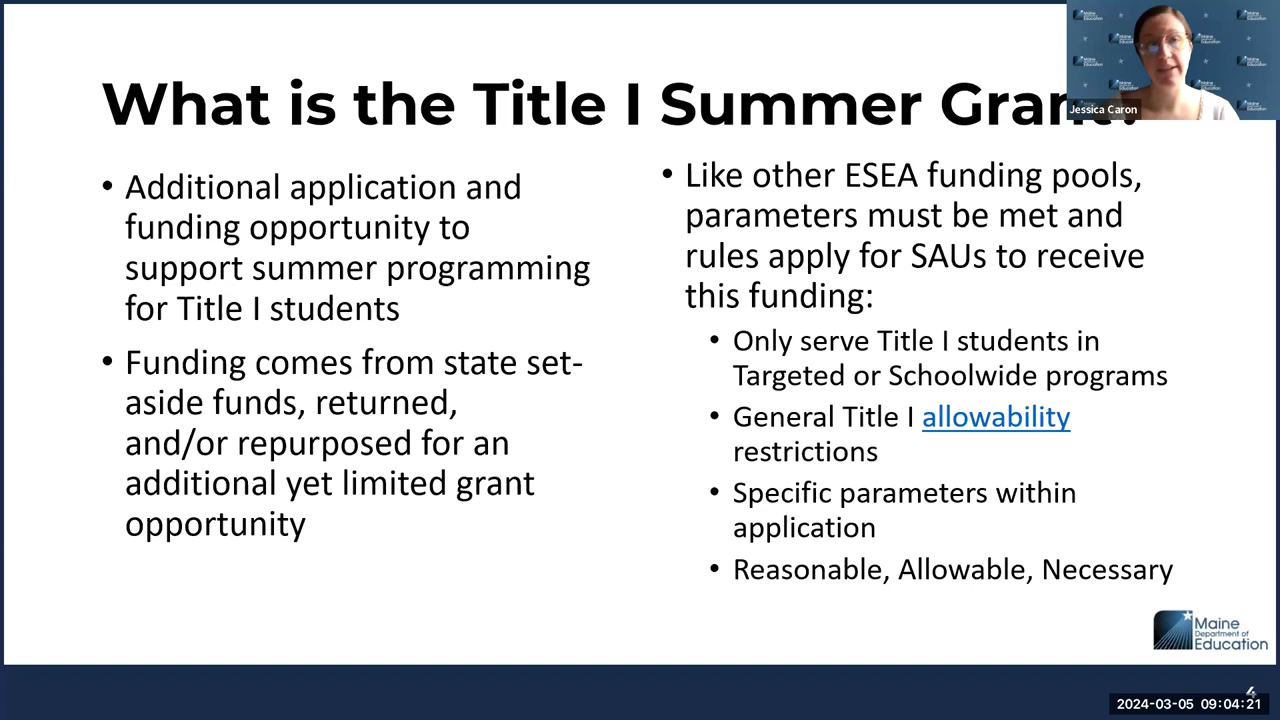 What is the Title I Summer Grant?
• Additional application and
funding opportunity to
support summer programming
for Title I students
• Funding comes from state set-
aside funds, returned,
and/or repurposed for an
additional yet limited grant
opportunity
• Like other ESEA funding pools,
parameters must be met and
rules apply for SAUs to receive
this funding:
• Only serve Title I students in
Targeted or Schoolwide programs
• General Title I allowability
restrictions
• Specific parameters within
application
• Reasonable, Allowable, Necessary
Jessica Caron
Maine
Department of
Education
4
2024-03-05 09:04:21